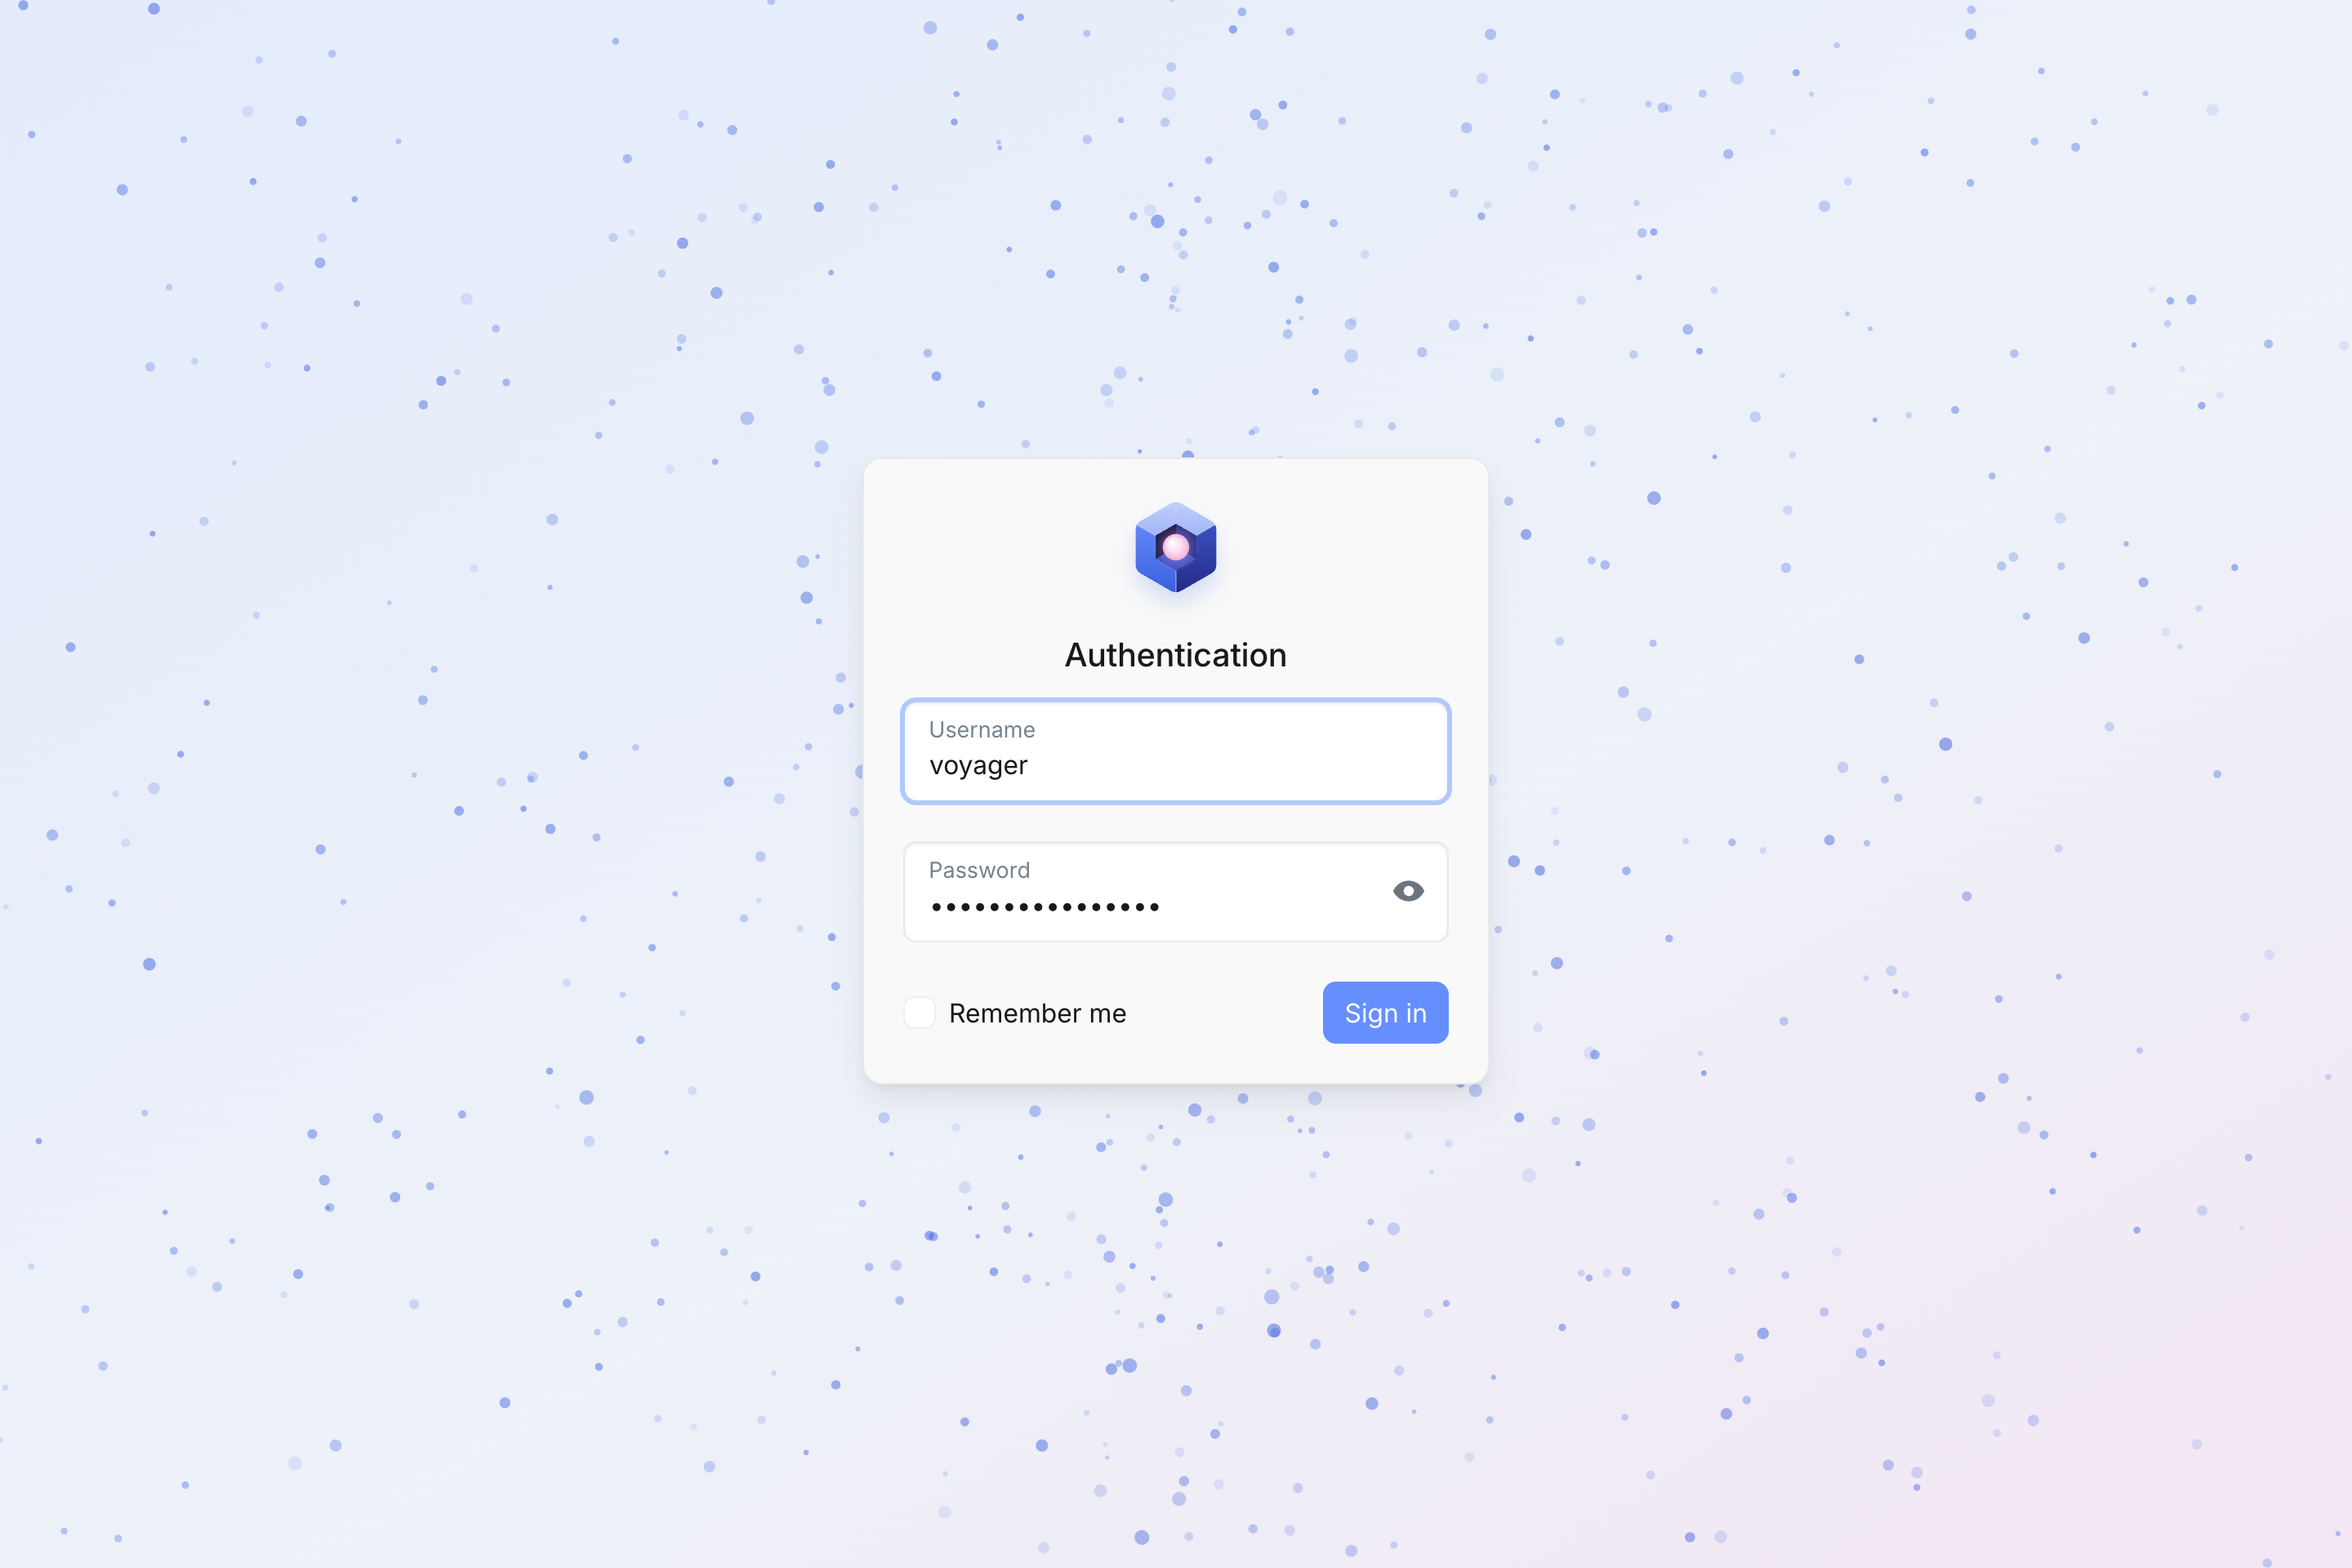 Authentication
Username
voyager
Password
••••••••••••••••
Remember me
Sign in